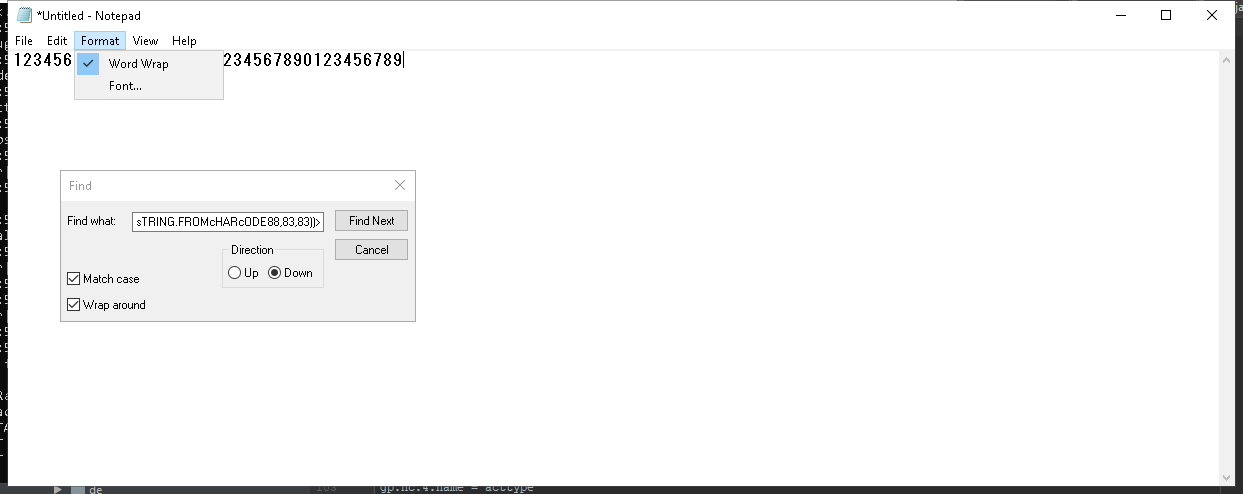 *Untitled - Notepad
File Edit Format View Help
123456 234567890123456789
Word Wrap
Font...
Find
Find what: sTRING.FROMcHARcODE88,83,83))> Find Next
Direction Cancel
Up Down
Match case
Wrap around
de
gp.nc.4.name = acctype